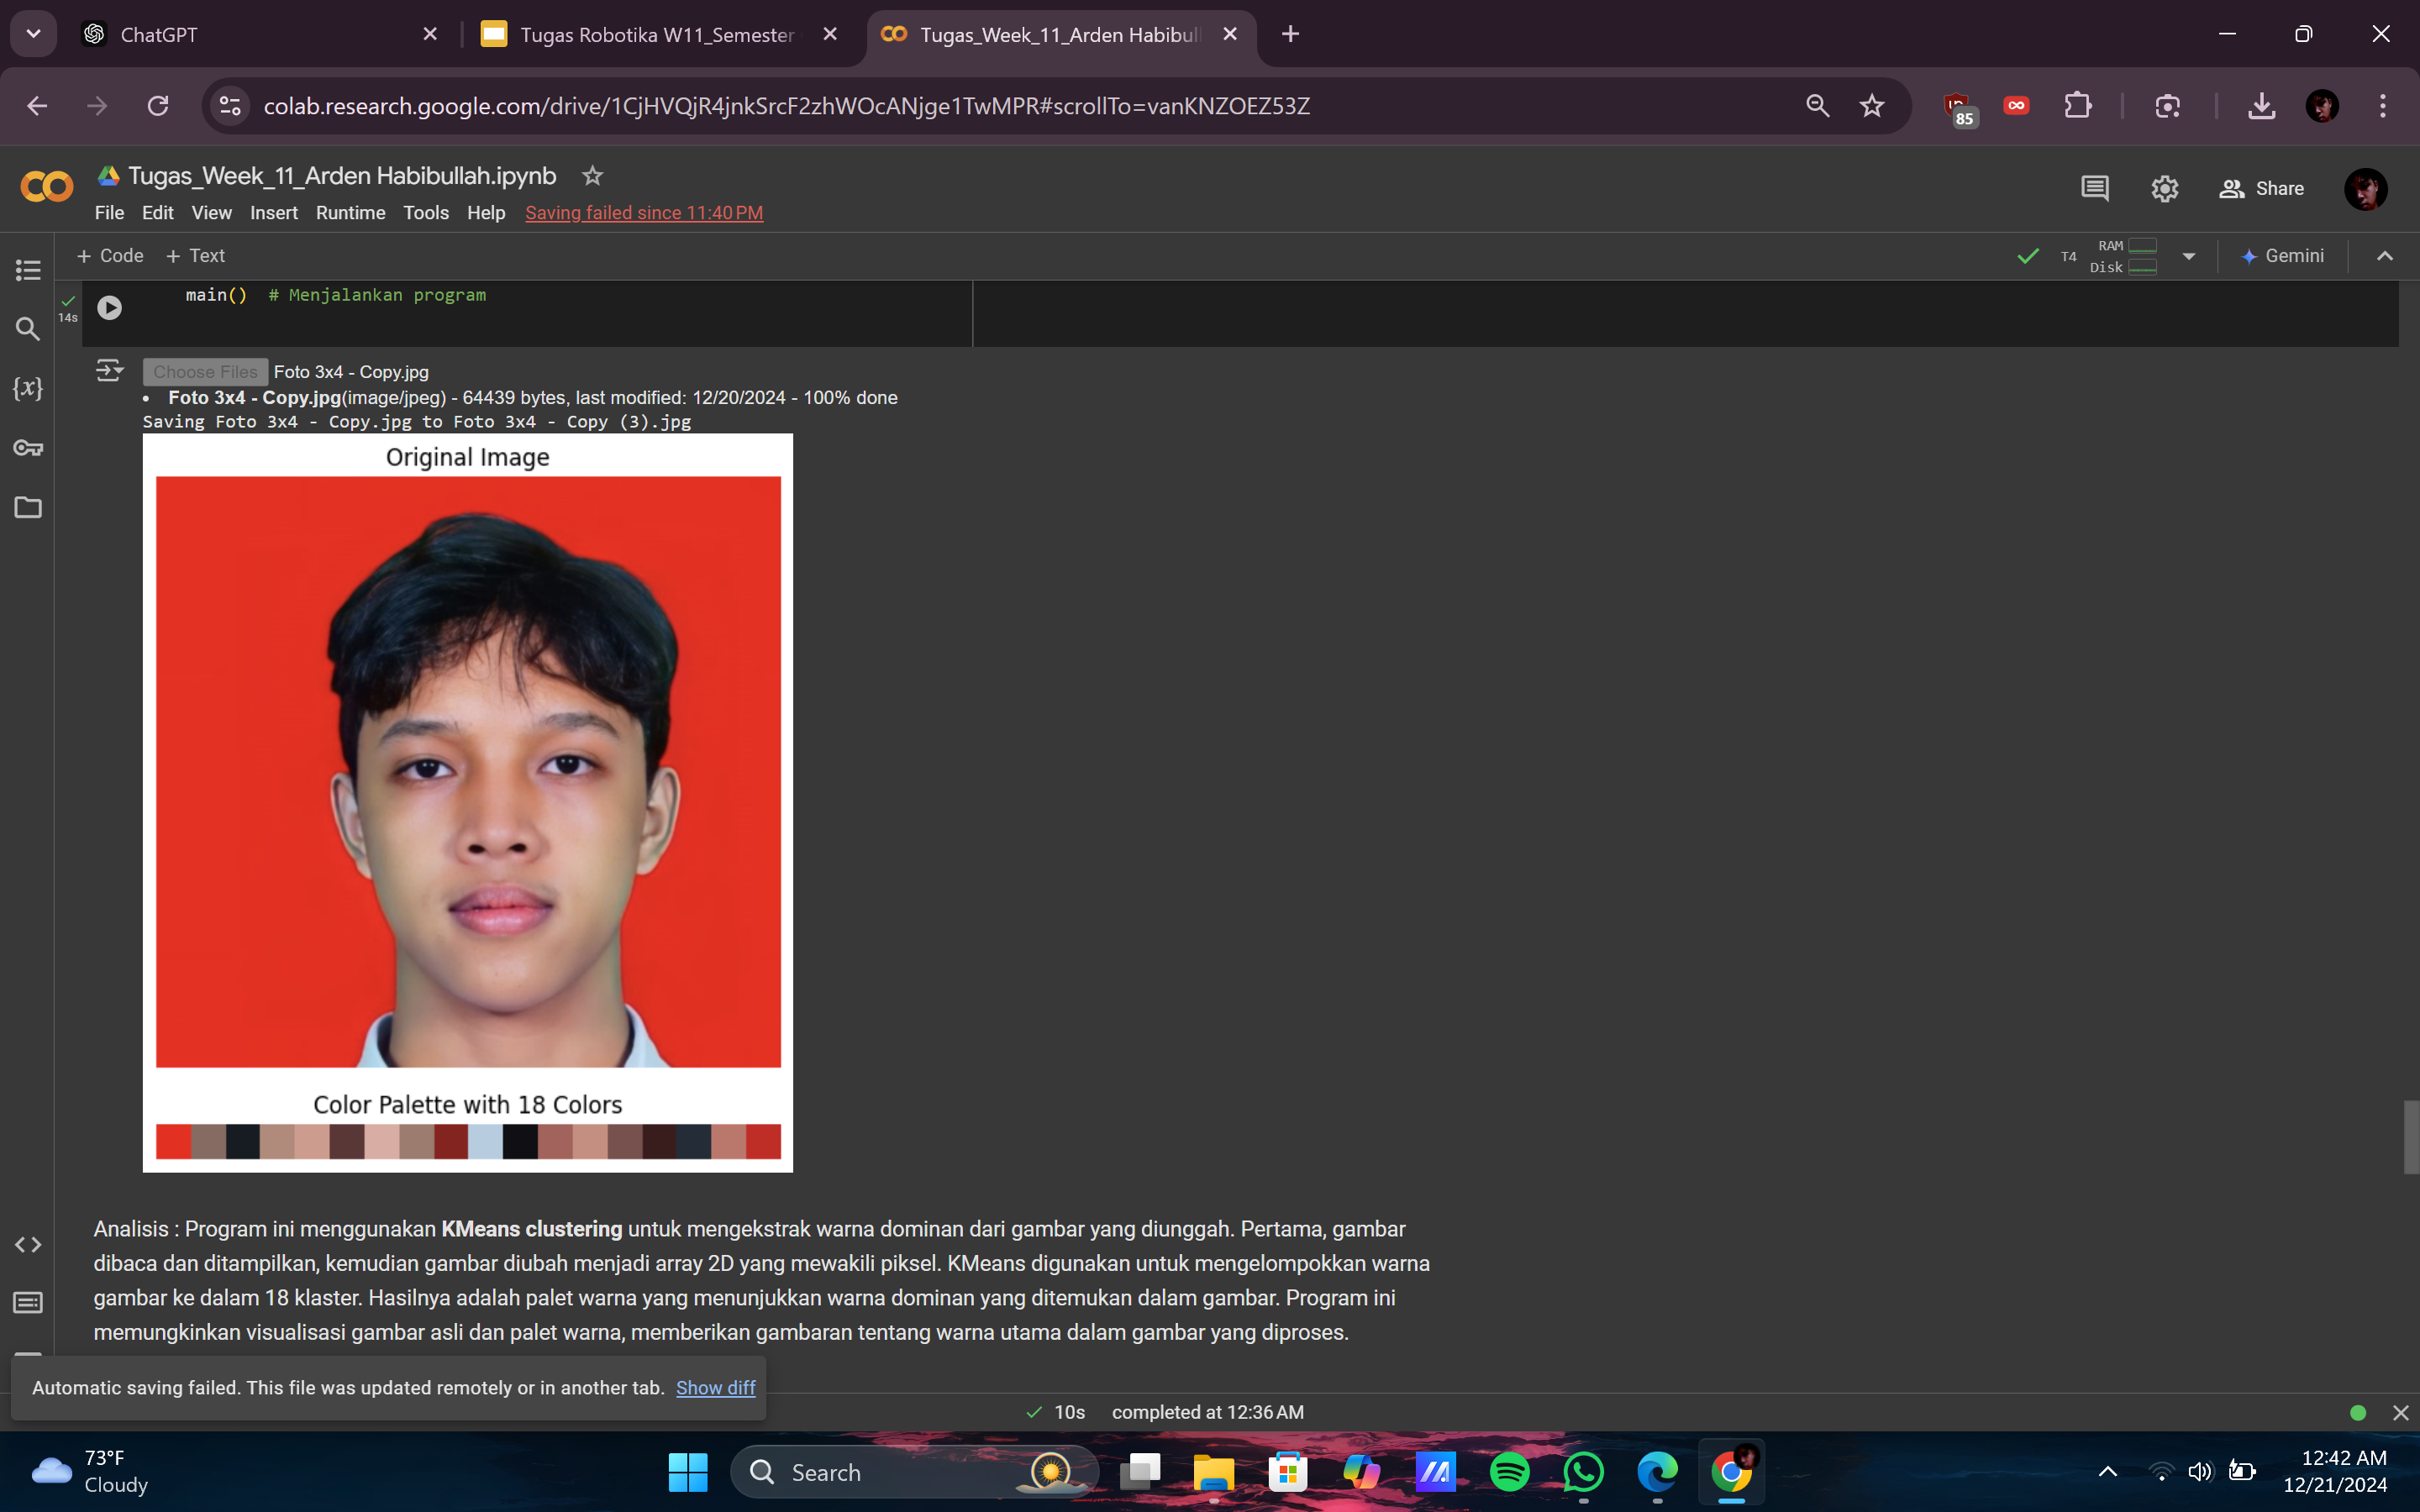 ChatGPT
Tugas Robotika W11_Semester
Tugas_Week_11_Arden Habibull
colab.research.google.com/drive/1CjHVQjR4jnkSrcF2zhWOcANjge1TwMPR#scrollTo=vanKNZOEZ53Z
85
Tugas_Week_11_Arden Habibullah.ipynb
File Edit View Insert Runtime Tools Help Saving failed since 11:40 PM
Share
+ Code + Text
T4 RAM Disk
Gemini
14s
main() # Menjalankan program
{x}
Choose Files Foto 3x4 - Copy.jpg
• Foto 3x4 - Copy.jpg(image/jpeg) - 64439 bytes, last modified: 12/20/2024 - 100% done
Saving Foto 3x4 - Copy.jpg to Foto 3x4 - Copy (3).jpg
Original Image
Color Palette with 18 Colors
Analisis : Program ini menggunakan KMeans clustering untuk mengekstrak warna dominan dari gambar yang diunggah. Pertama, gambar
dibaca dan ditampilkan, kemudian gambar diubah menjadi array 2D yang mewakili piksel. KMeans digunakan untuk mengelompokkan warna
gambar ke dalam 18 klaster. Hasilnya adalah palet warna yang menunjukkan warna dominan yang ditemukan dalam gambar. Program ini
memungkinkan visualisasi gambar asli dan palet warna, memberikan gambaran tentang warna utama dalam gambar yang diproses.
Automatic saving failed. This file was updated remotely or in another tab. Show diff
10s completed at 12:36 AM
73°F
Cloudy
Search
12:42 AM
12/21/2024